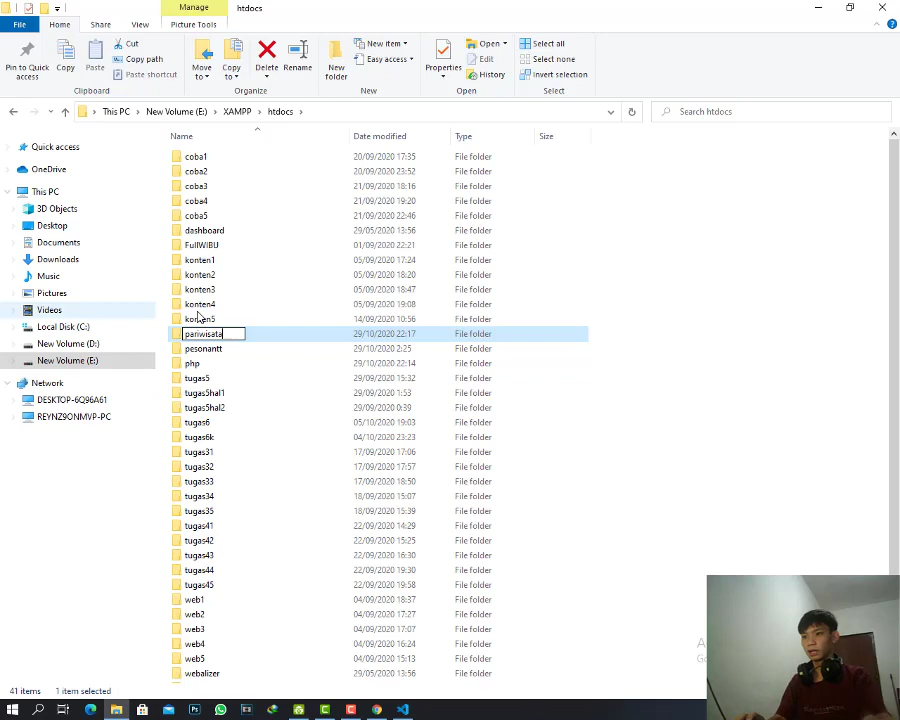 Manage
htdocs
File
Home
Share
View
Picture Tools
Pin to Quick access
Copy
Paste
Cut
Copy path
Paste shortcut
Clipboard
Move to
Copy to
Delete
Rename
Organize
New folder
New item
Easy access
New
Properties
Open
Edit
History
Open
Select all
Select none
Invert selection
Select
This PC
New Volume (E:)
XAMPP
htdocs
Search htdocs
Quick access
OneDrive
This PC
3D Objects
Desktop
Documents
Downloads
Music
Pictures
Videos
Local Disk (C:)
New Volume (D:)
New Volume (E:)
Network
DESKTOP-6Q96A61
REYNZ9ONMVP-PC
Name Date modified Type Size
coba1 20/09/2020 17:35 File folder
coba2 20/09/2020 23:52 File folder
coba3 21/09/2020 18:16 File folder
coba4 21/09/2020 19:20 File folder
coba5 21/09/2020 22:46 File folder
dashboard 29/05/2020 13:56 File folder
FullWIBU 01/09/2020 22:21 File folder
konten1 05/09/2020 17:24 File folder
konten2 05/09/2020 18:20 File folder
konten3 05/09/2020 18:47 File folder
konten4 05/09/2020 19:08 File folder
konten5 14/09/2020 10:56 File folder
pariwisata 29/10/2020 22:17 File folder
pesonantt 29/10/2020 2:25 File folder
php 29/10/2020 22:14 File folder
tugas5 29/09/2020 15:32 File folder
tugas5hal1 29/09/2020 1:53 File folder
tugas5hal2 29/09/2020 0:39 File folder
tugas6 05/10/2020 19:03 File folder
tugas6k 04/10/2020 23:23 File folder
tugas31 17/09/2020 17:06 File folder
tugas32 17/09/2020 17:57 File folder
tugas33 17/09/2020 18:50 File folder
tugas34 18/09/2020 15:07 File folder
tugas35 18/09/2020 15:39 File folder
tugas41 22/09/2020 14:29 File folder
tugas42 22/09/2020 15:25 File folder
tugas43 22/09/2020 16:30 File folder
tugas44 22/09/2020 19:30 File folder
tugas45 22/09/2020 19:58 File folder
web1 04/09/2020 18:37 File folder
web2 04/09/2020 17:27 File folder
web3 04/09/2020 17:07 File folder
web4 04/09/2020 16:24 File folder
web5 04/09/2020 15:13 File folder
webalizer 29/05/2020 13:56 File folder
41 items 1 item selected